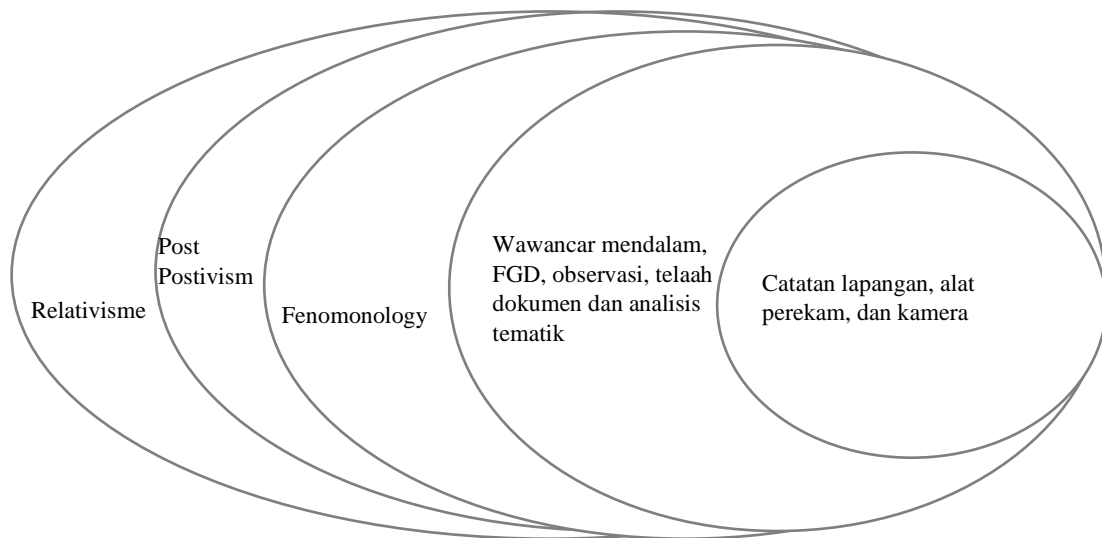 Relativisme
Post
Postivism
Fenomonology
Wawancar mendalam,
FGD, observasi, telaah
dokumen dan analisis
tematik
Catatan lapangan, alat
perekam, dan kamera